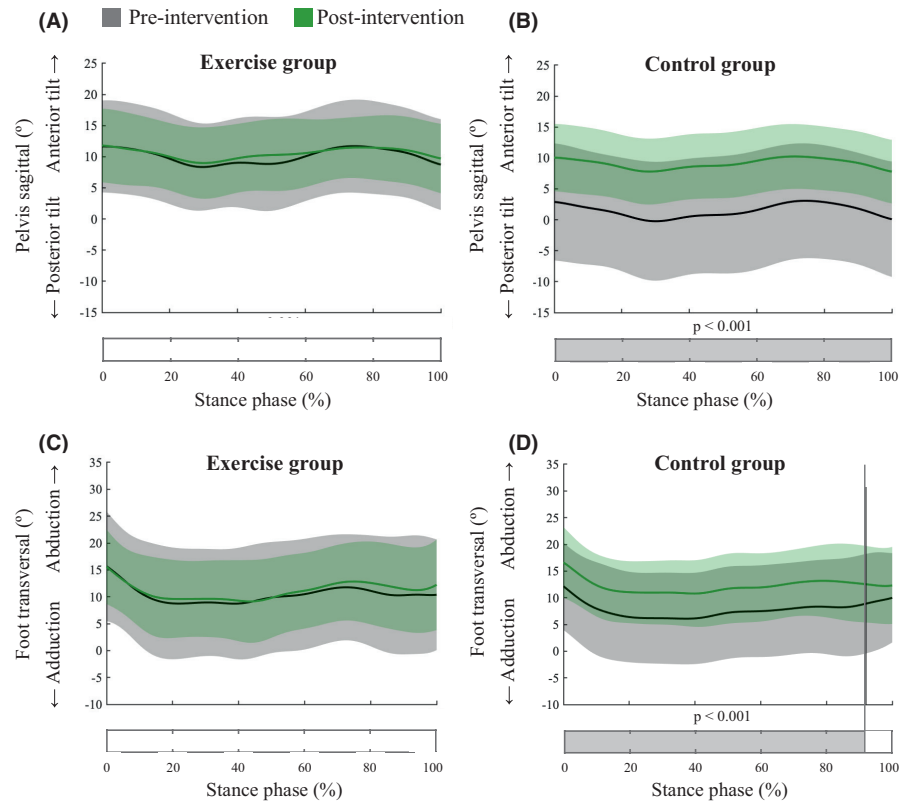 Pre-intervention Post-intervention
(A)
Exercise group
← Posterior tilt Anterior tilt →
Pelvis sagittal (º)
25
20
15
10
5
0
-5
-10
-15
0 20 40 60 80 100
Stance phase (%)
(B)
Control group
← Posterior tilt Anterior tilt →
Pelvis sagittal (º)
25
20
15
10
5
0
-5
-10
-15
p < 0.001
0 20 40 60 80 100
Stance phase (%)
(C)
Exercise group
← Adduction Abduction →
Foot transversal (º)
35
30
25
20
15
10
5
0
-5
-10
0 20 40 60 80 100
Stance phase (%)
(D)
Control group
← Adduction Abduction →
Foot transversal (º)
35
30
25
20
15
10
5
0
-5
-10
p < 0.001
0 20 40 60 80 100
Stance phase (%)